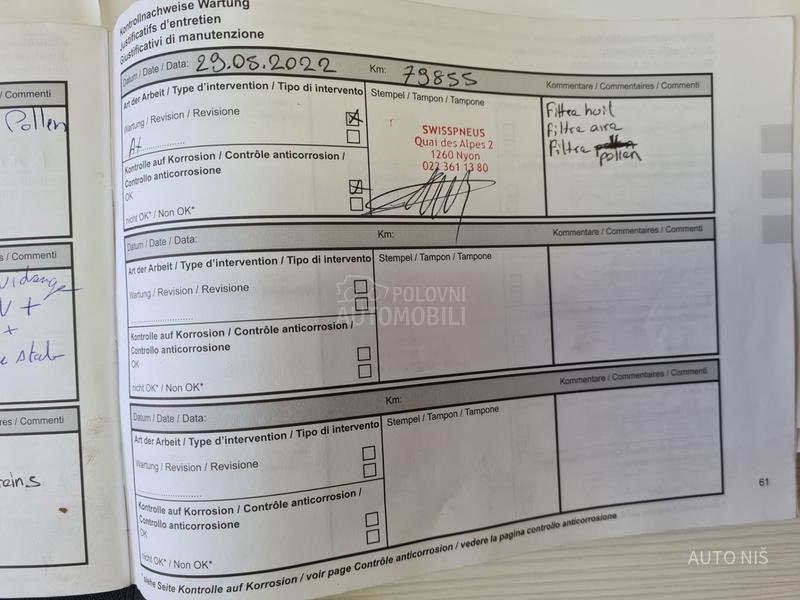 Kontrollnachweise Wartung
Justificatifs d'entretien
Giustificativi di manutenzione
/ Commenti
Pollen
s / Commenti
vidange
+
+
/ Commenti
Datum / Date / Data: 29.08.2022 Km: 79855 Kommentare / Commentaires / Commenti
Art der Arbeit / Type d'intervention / Tipo di intervento
Stempel / Tampon / Tampone
Wartung / Revision / Revisione
Kontrolle auf Korrosion / Contrôle anticorrosion /
Controllo anticorrosione
OK
nicht OK* / Non OK*
SWISSPNEUS
Quai des Alpes 2
1260 Nyon
022 361 13 80
Filtre huil
Filtre aire
Filtre
pollen
Datum / Date / Data: Km: Kommentare / Commentaires / Commenti
Art der Arbeit / Type d'intervention / Tipo di intervento
Stempel / Tampon / Tampone
Wartung / Revision / Revisione
Kontrolle auf Korrosion / Contrôle anticorrosion /
Controllo anticorrosione
OK
nicht OK* / Non OK*
POLOVNI
AUTOMOBILI
Datum / Date / Data: Km: Kommentare / Commentaires / Commenti
Art der Arbeit / Type d'intervention / Tipo di intervento
Stempel / Tampon / Tampone
Wartung / Revision / Revisione
Kontrolle auf Korrosion / Contrôle anticorrosion /
Controllo anticorrosione
OK
nicht OK* / Non OK*
*siehe Seite Kontrolle auf Korrosion / voir page Contrôle anticorrosion / vedere la pagina controllo anticorrosione
61
AUTO NIŠ